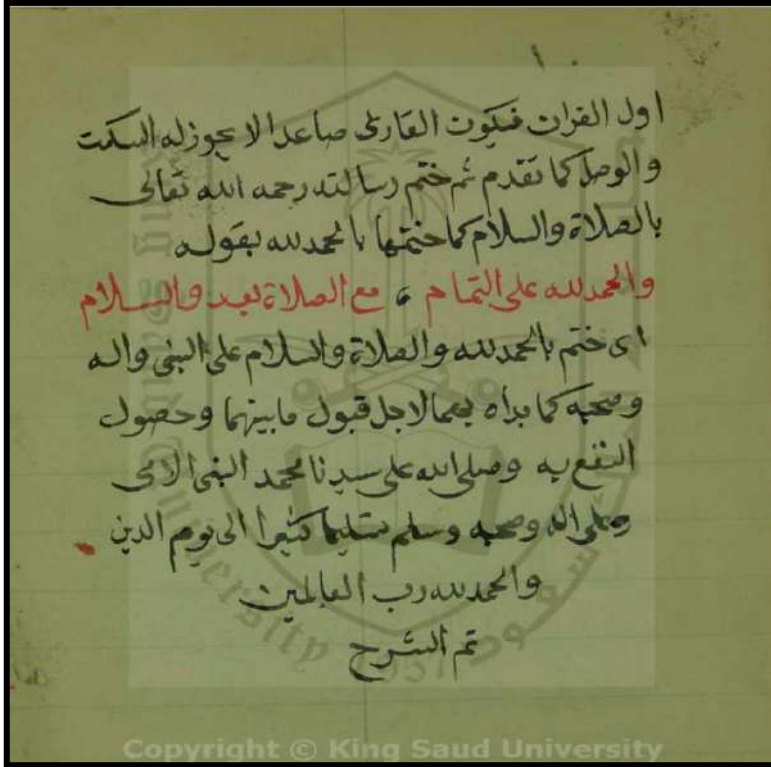 اول القران فيكون القارئ صاعدا لا يجوز له السكت
والوصل كما تقدم ثم ختم رسالته رحمه الله تعالى
بالصلاة والسلام كما ختمها بالحمد لله بقوله
والحمد لله على التمام ، مع الصلاة بعد والسلام
اى ختم بالحمد لله والصلاة والسلام على النبى واله
وصحبه كما بداه بهما لاجل قبول ما بينهما وحصول
النفع به وصلى الله على سيدنا محمد النبى الامى
وعلى اله وصحبه وسلم تسليما كثيرا الى يوم الدين
والحمد لله رب العالمين
تم الشرح
Copyright © King Saud University